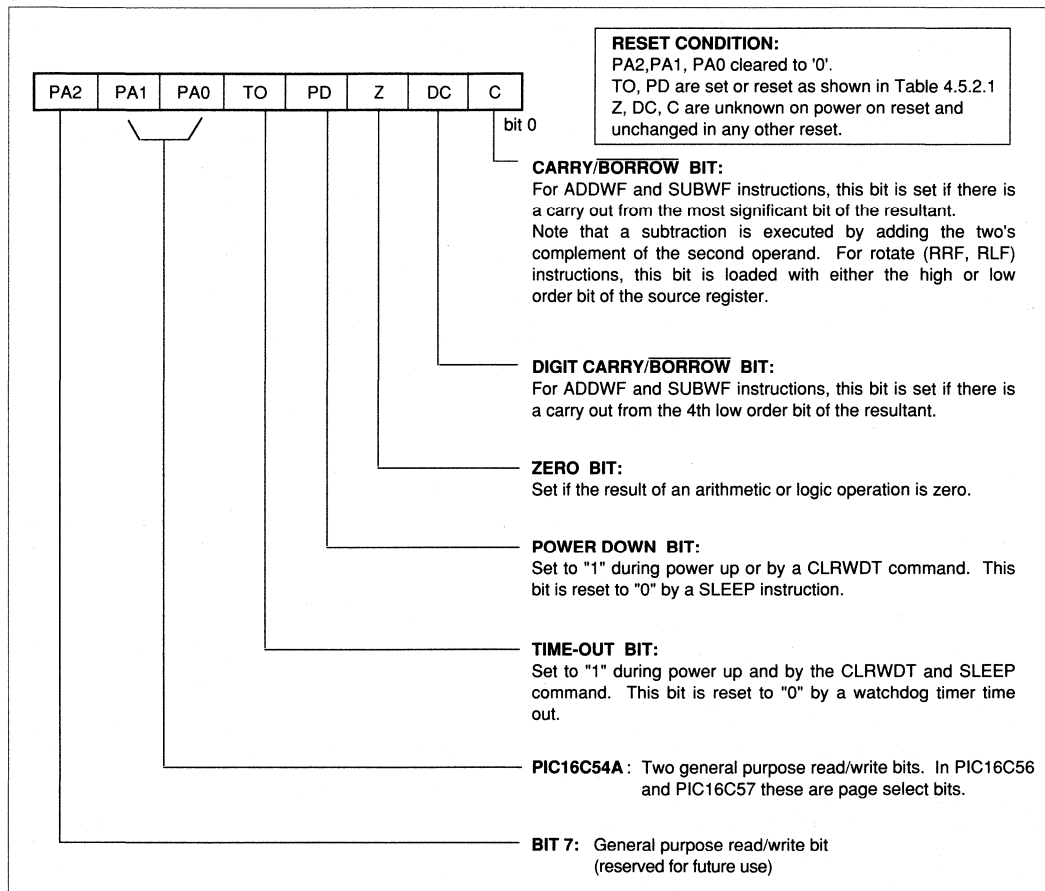 RESET CONDITION:
PA2,PA1, PA0 cleared to '0'.
TO, PD are set or reset as shown in Table 4.5.2.1
Z, DC, C are unknown on power on reset and
unchanged in any other reset.
PA2 PA1 PA0 TO PD Z DC C
bit 0
CARRY/BORROW BIT:
For ADDWF and SUBWF instructions, this bit is set if there is
a carry out from the most significant bit of the resultant.
Note that a subtraction is executed by adding the two's
complement of the second operand. For rotate (RRF, RLF)
instructions, this bit is loaded with either the high or low
order bit of the source register.
DIGIT CARRY/BORROW BIT:
For ADDWF and SUBWF instructions, this bit is set if there is
a carry out from the 4th low order bit of the resultant.
ZERO BIT:
Set if the result of an arithmetic or logic operation is zero.
POWER DOWN BIT:
Set to "1" during power up or by a CLRWDT command. This
bit is reset to "0" by a SLEEP instruction.
TIME-OUT BIT:
Set to "1" during power up and by the CLRWDT and SLEEP
command. This bit is reset to "0" by a watchdog timer time
out.
PIC16C54A: Two general purpose read/write bits. In PIC16C56
and PIC16C57 these are page select bits.
BIT 7: General purpose read/write bit
(reserved for future use)